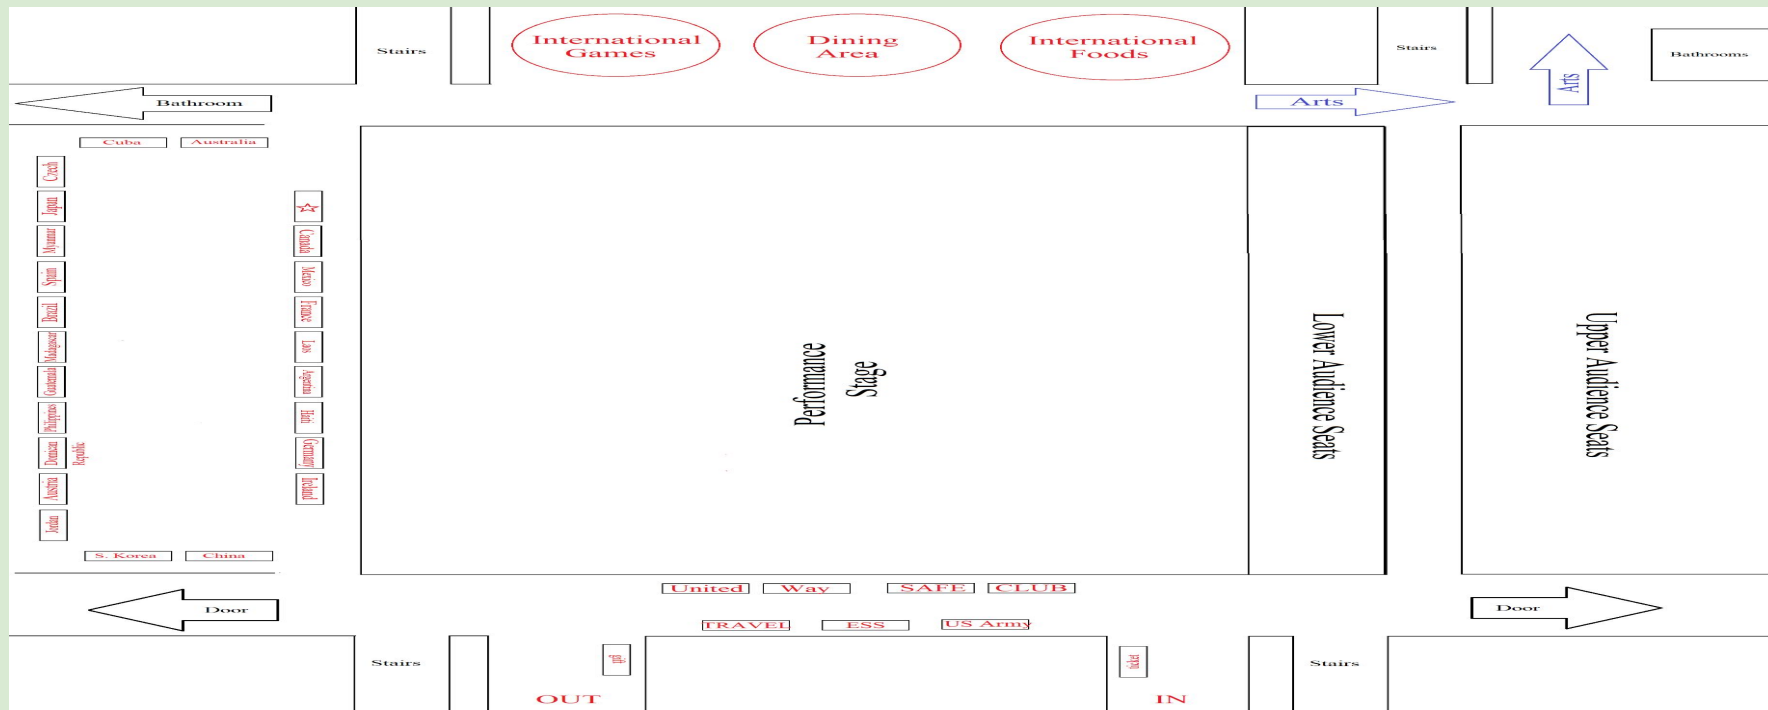 Stairs
International
Games
Dining
Area
International
Foods
Stairs
Arts
Bathrooms
Bathroom
Arts
Cuba
Australia
Czech
Japan
Myanmar
Spain
Brazil
Madagascar
Guatemala
Philippines
Dominican
Republic
Austria
Jordan
Canada
Mexico
France
Laos
Argentina
Haiti
Germany
Ireland
Performance
Stage
Lower Audience Seats
Upper Audience Seats
S. Korea
China
United
Way
SAFE
CLUB
Door
TRAVEL
ESS
US Army
Door
Stairs
gift
ticket
Stairs
OUT
IN